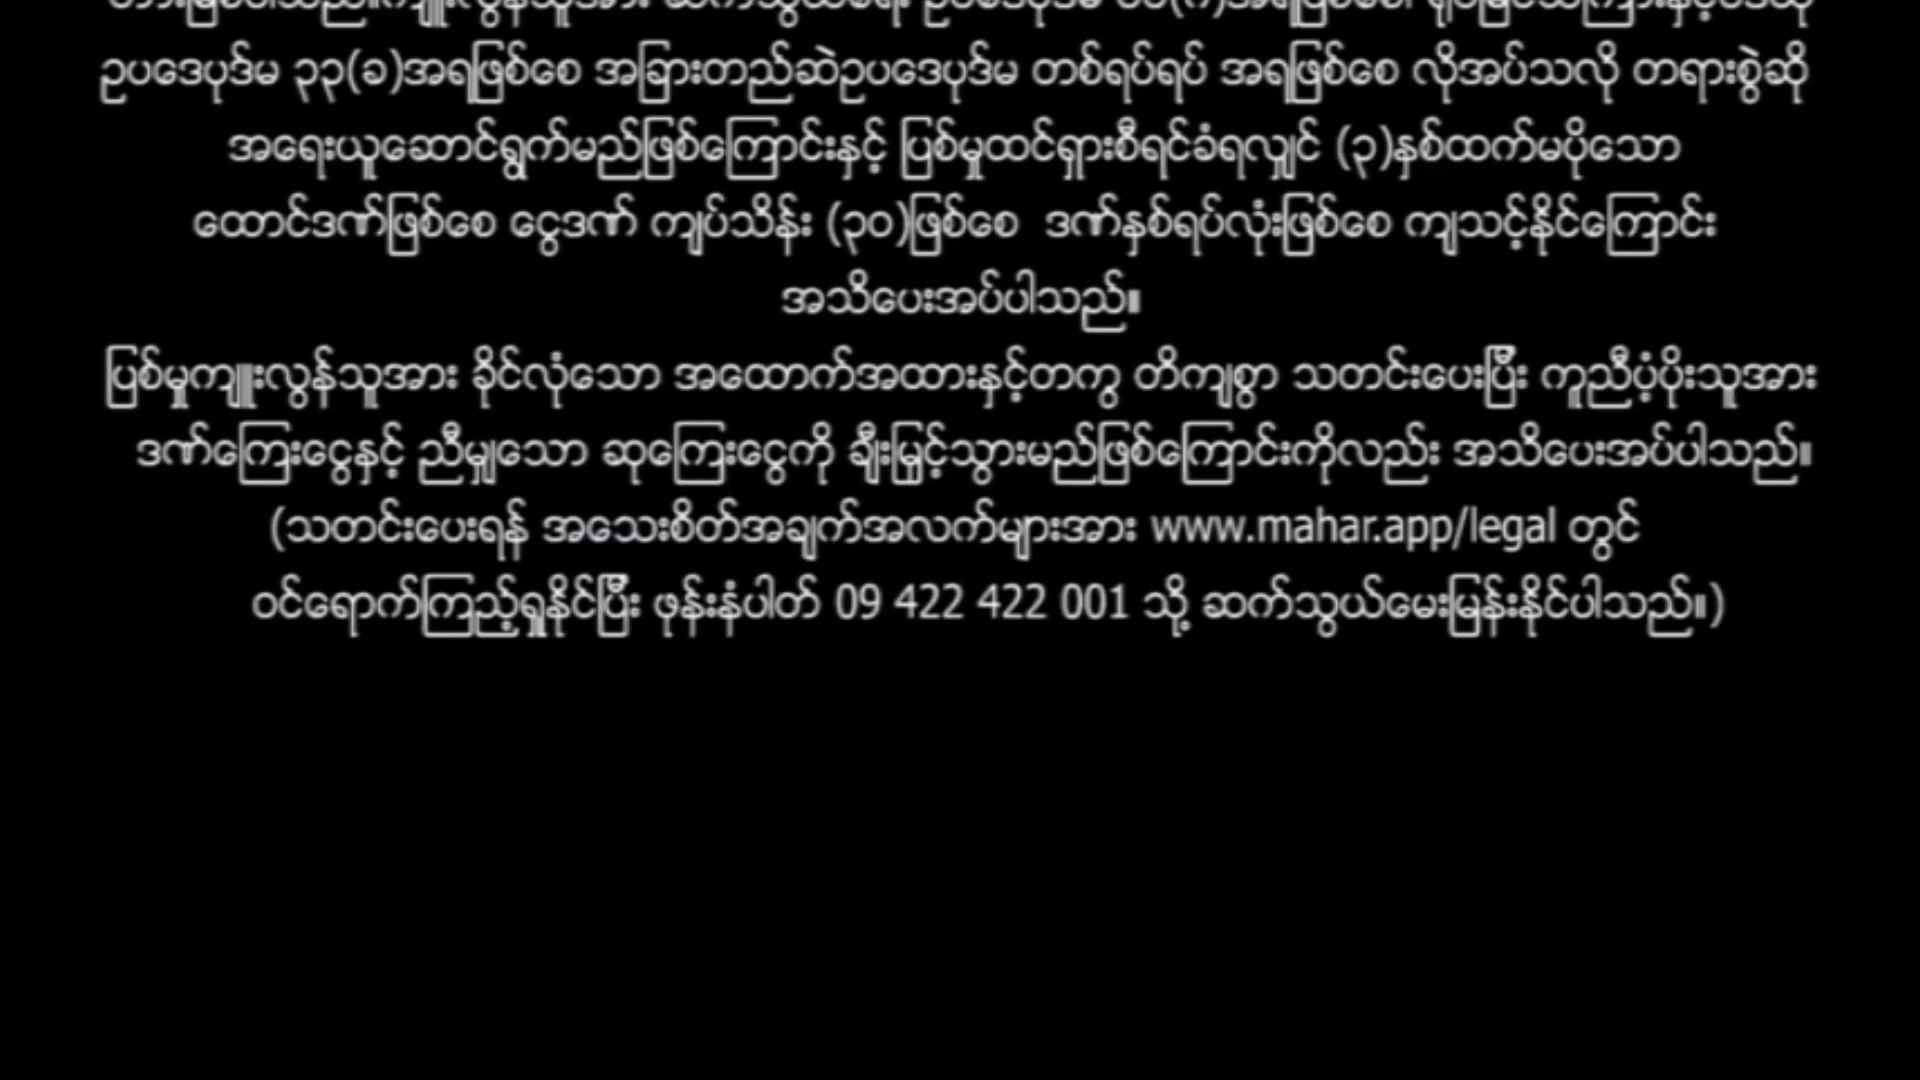 ဥပဒေပုဒ်မ ၃၃(ခ)အရဖြစ်စေ အခြားတည်ဆဲဥပဒေပုဒ်မ တစ်ရပ်ရပ် အရဖြစ်စေ လိုအပ်သလို တရားစွဲဆို
အရေးယူဆောင်ရွက်မည်ဖြစ်ကြောင်းနှင့် ပြစ်မှုထင်ရှားစီရင်ခံရလျှင် (၃)နှစ်ထက်မပိုသော
ထောင်ဒဏ်ဖြစ်စေ ငွေဒဏ် ကျပ်သိန်း (၃၀)ဖြစ်စေ ဒဏ်နှစ်ရပ်လုံးဖြစ်စေ ကျသင့်နိုင်ကြောင်း
အသိပေးအပ်ပါသည်။
ပြစ်မှုကျူးလွန်သူအား ခိုင်လုံသော အထောက်အထားနှင့်တကွ တိကျစွာ သတင်းပေးပြီး ကူညီပံ့ပိုးသူအား
ဒဏ်ကြေးငွေနှင့် ညီမျှသော ဆုကြေးငွေကို ချီးမြှင့်သွားမည်ဖြစ်ကြောင်းကိုလည်း အသိပေးအပ်ပါသည်။
(သတင်းပေးရန် အသေးစိတ်အချက်အလက်များအား www.mahar.app/legal တွင်
ဝင်ရောက်ကြည့်ရှုနိုင်ပြီး ဖုန်းနံပါတ် 09 422 422 001 သို့ ဆက်သွယ်မေးမြန်းနိုင်ပါသည်။)